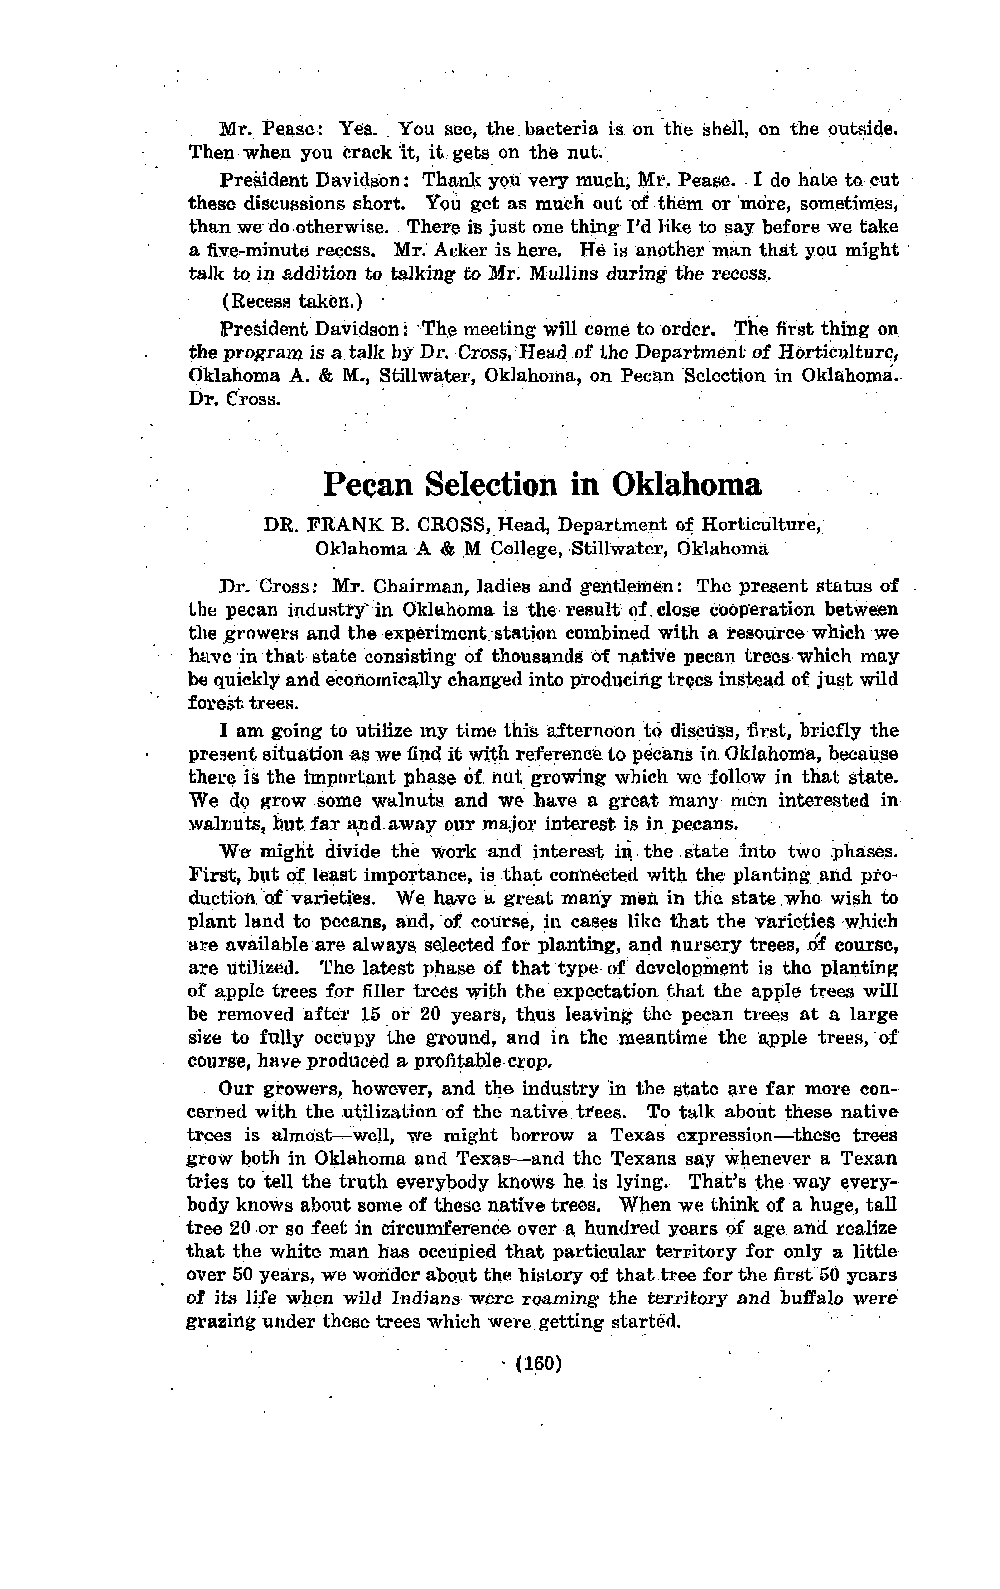 Mr. Pease: Yes. You see, the bacteria is on the shell, on the outside.
Then when you crack it, it gets on the nut.
President Davidson: Thank you very much, Mr. Pease. I do hate to cut
these discussions short. You get as much out of them or more, sometimes,
than we do otherwise. There is just one thing I'd like to say before we take
a five-minute recess. Mr. Acker is here. He is another man that you might
talk to in addition to talking to Mr. Mullins during the recess.
(Recess taken.)
President Davidson: The meeting will come to order. The first thing on
the program is a talk by Dr. Cross, Head of the Department of Horticulture,
Oklahoma A. & M., Stillwater, Oklahoma, on Pecan Selection in Oklahoma.
Dr. Cross.
Pecan Selection in Oklahoma
DR. FRANK B. CROSS, Head, Department of Horticulture,
Oklahoma A & M College, Stillwater, Oklahoma
Dr. Cross: Mr. Chairman, ladies and gentlemen: The present status of
the pecan industry in Oklahoma is the result of close cooperation between
the growers and the experiment station combined with a resource which we
have in that state consisting of thousands of native pecan trees which may
be quickly and economically changed into producing trees instead of just wild
forest trees.
I am going to utilize my time this afternoon to discuss, first, briefly the
present situation as we find it with reference to pecans in Oklahoma, because
there is the important phase of nut growing which we follow in that state.
We do grow some walnuts and we have a great many men interested in
walnuts, but far and away our major interest is in pecans.
We might divide the work and interest in the state into two phases.
First, but of least importance, is that connected with the planting and pro-
duction of varieties. We have a great many men in the state who wish to
plant land to pecans, and, of course, in cases like that the varieties which
are available are always selected for planting, and nursery trees, of course,
are utilized. The latest phase of that type of development is the planting
of apple trees for filler trees with the expectation that the apple trees will
be removed after 15 or 20 years, thus leaving the pecan trees at a large
size to fully occupy the ground, and in the meantime the apple trees, of
course, have produced a profitable crop.
Our growers, however, and the industry in the state are far more con-
cerned with the utilization of the native trees. To talk about these native
trees is almost—well, we might borrow a Texas expression—these trees
grow both in Oklahoma and Texas—and the Texans say whenever a Texan
tries to tell the truth everybody knows he is lying. That's the way every-
body knows about some of these native trees. When we think of a huge, tall
tree 20 or so feet in circumference over a hundred years of age and realize
that the white man has occupied that particular territory for only a little
over 50 years, we wonder about the history of that tree for the first 50 years
of its life when wild Indians were roaming the territory and buffalo were
grazing under these trees which were getting started.
(160)